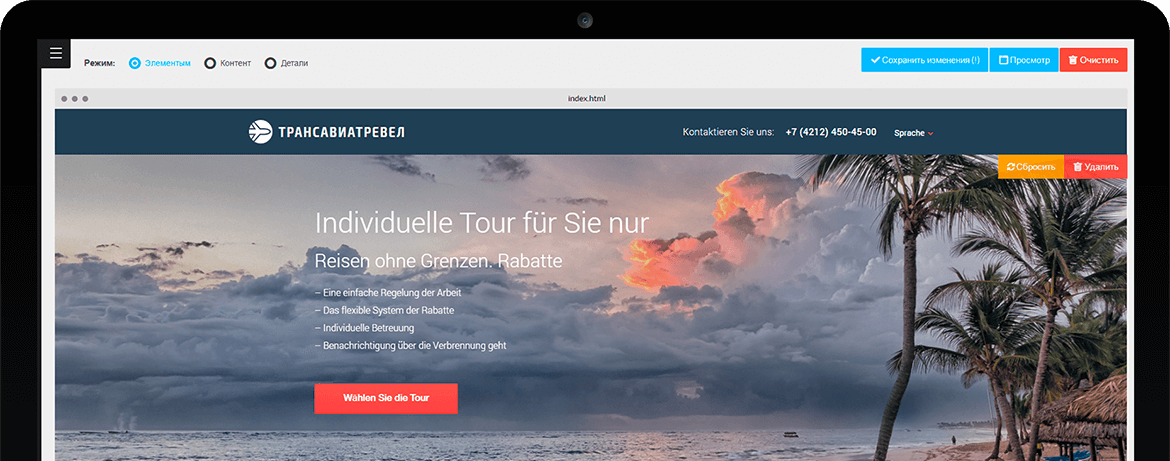 Режим: Элементым Контент Детали Сохранить изменения (!) Просмотр Очистить
index.html
ТРАНСАВИАТРЕВЕЛ Kontaktieren Sie uns: +7 (4212) 450-45-00 Sprache
Сбросить Удалить
Individuelle Tour für Sie nur
Reisen ohne Grenzen. Rabatte
– Eine einfache Regelung der Arbeit
– Das flexible System der Rabatte
– Individuelle Betreuung
– Benachrichtigung über die Verbrennung geht
Wählen Sie die Tour